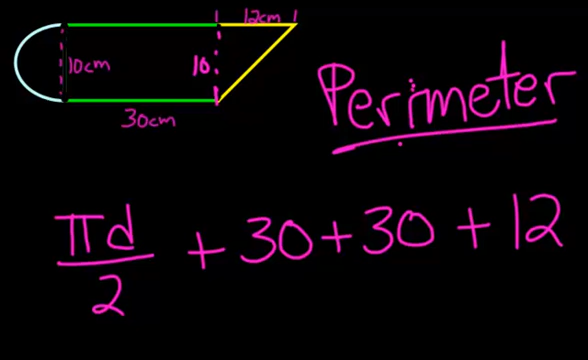 12cm
10cm 10
30cm
Perimeter
πd/2 + 30 + 30 + 12